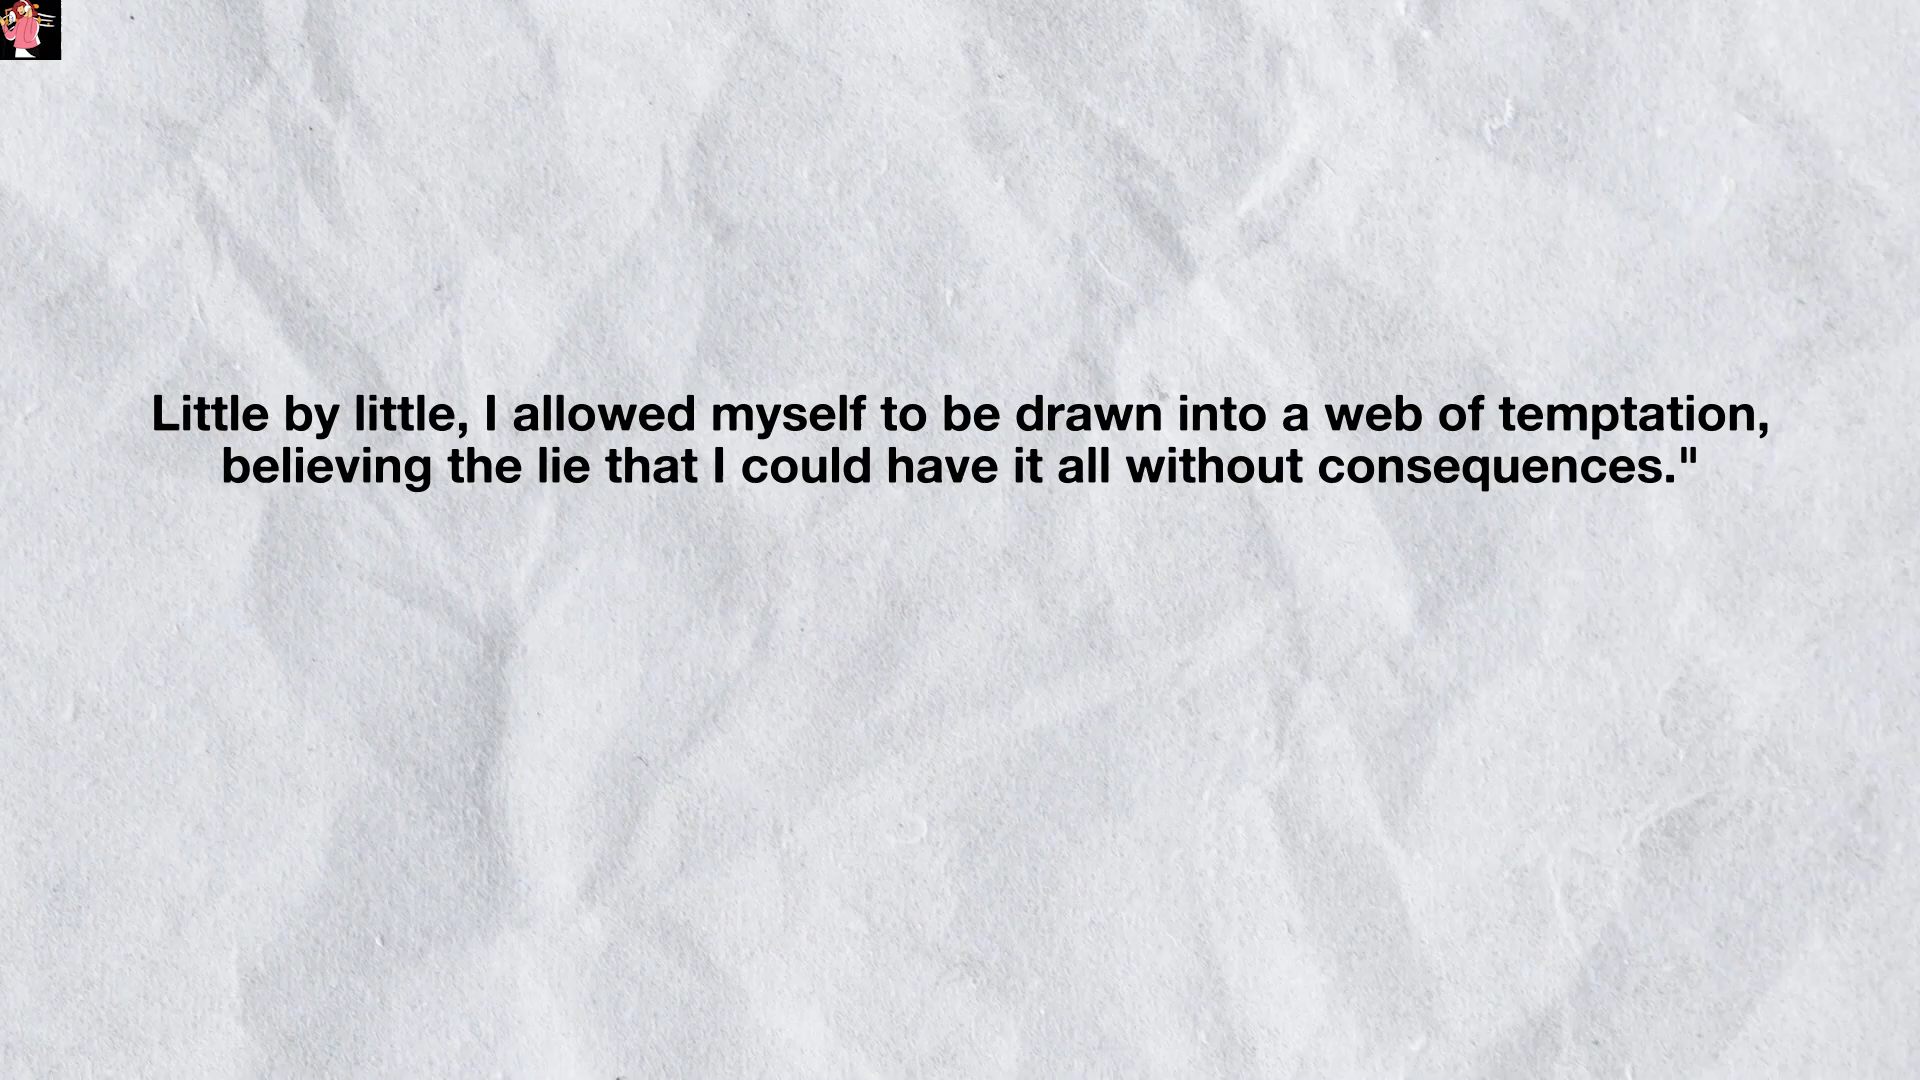 Little by little, I allowed myself to be drawn into a web of temptation,
believing the lie that I could have it all without consequences."